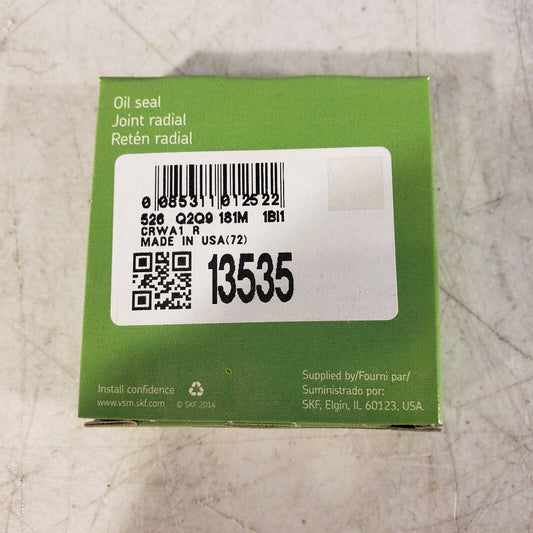 Oil seal
Joint radial
Retén radial
0 085311 012522
526 Q2Q9 181M 1BI1
CRWA1 R
MADE IN USA(72)
13535
Install confidence
www.vsm.skf.com © SKF 2014
Supplied by/Fourni par/
Suministrado por:
SKF, Elgin, IL 60123, USA.